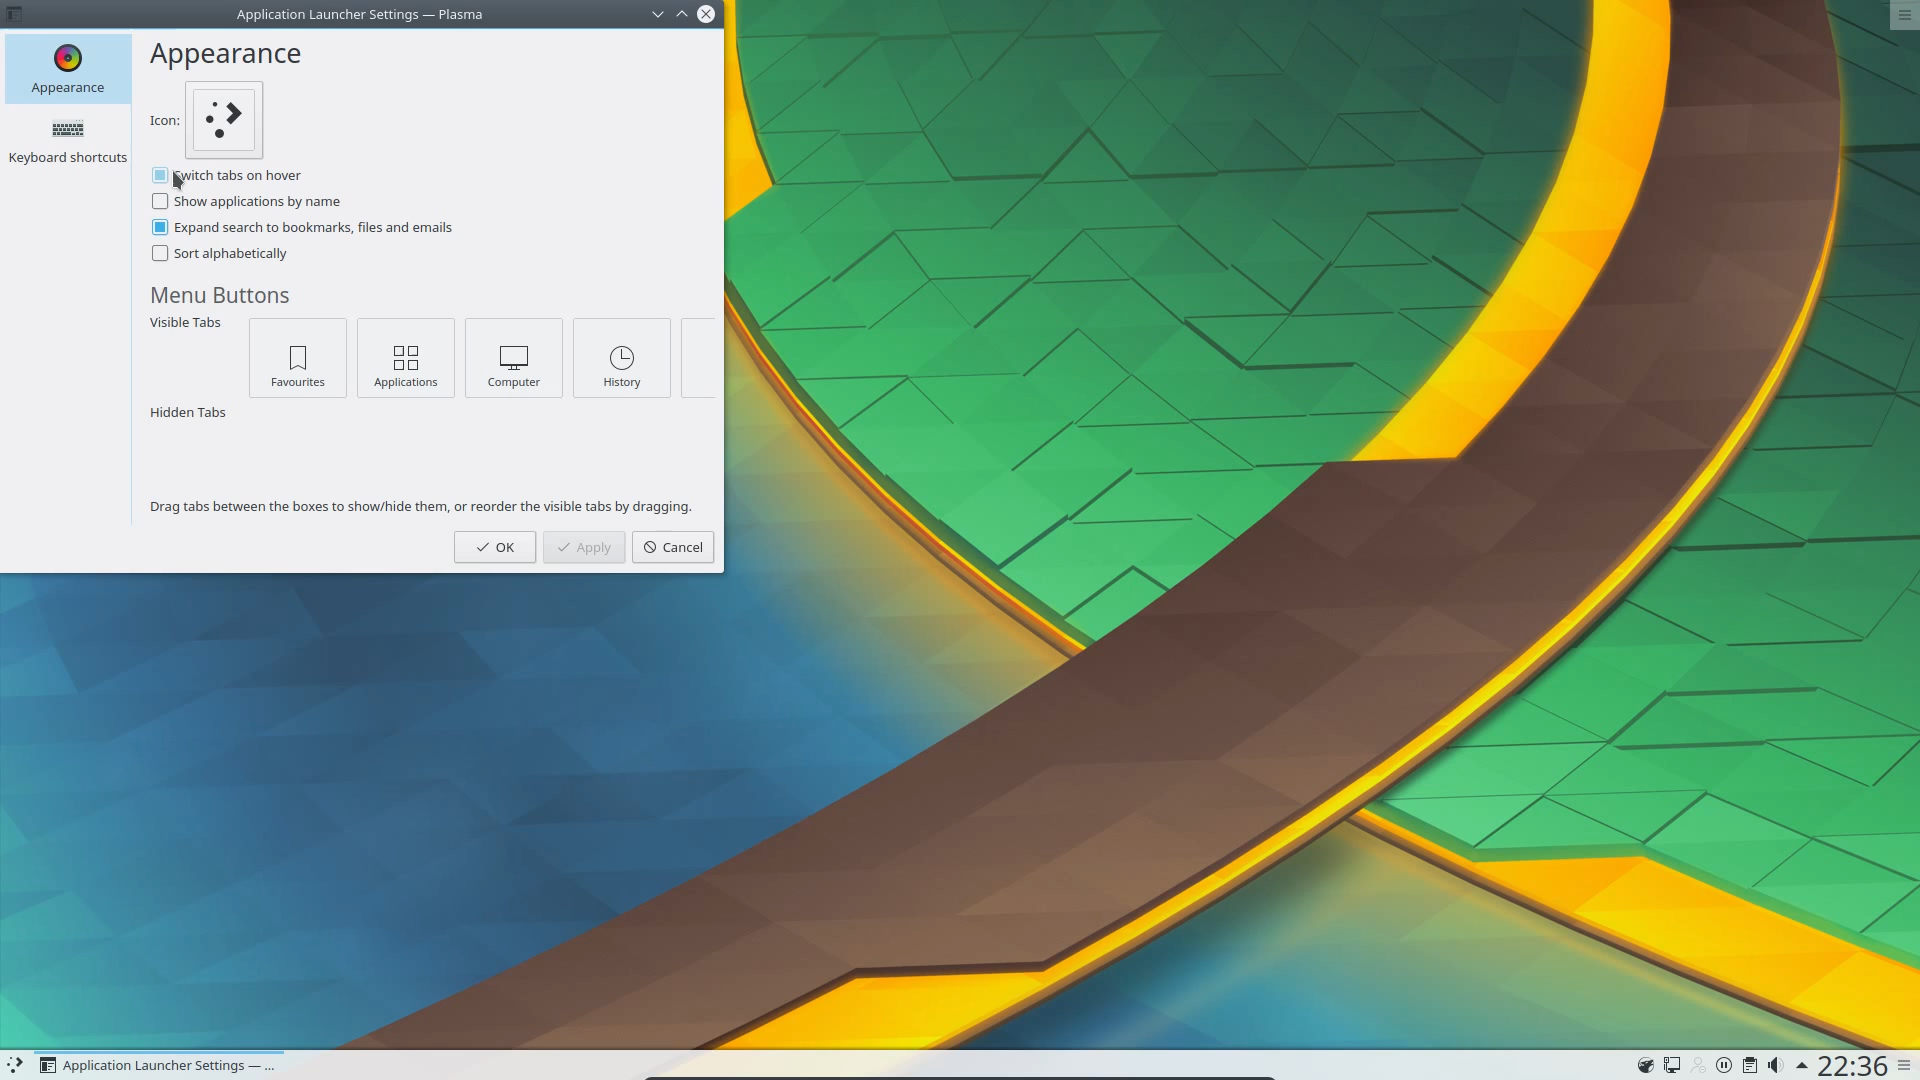 Application Launcher Settings — Plasma
Appearance
Keyboard shortcuts
Appearance
Icon:
Switch tabs on hover
Show applications by name
Expand search to bookmarks, files and emails
Sort alphabetically
Menu Buttons
Visible Tabs
Favourites
Applications
Computer
History
Hidden Tabs
Drag tabs between the boxes to show/hide them, or reorder the visible tabs by dragging.
OK
Apply
Cancel
Application Launcher Settings — ...
22:36